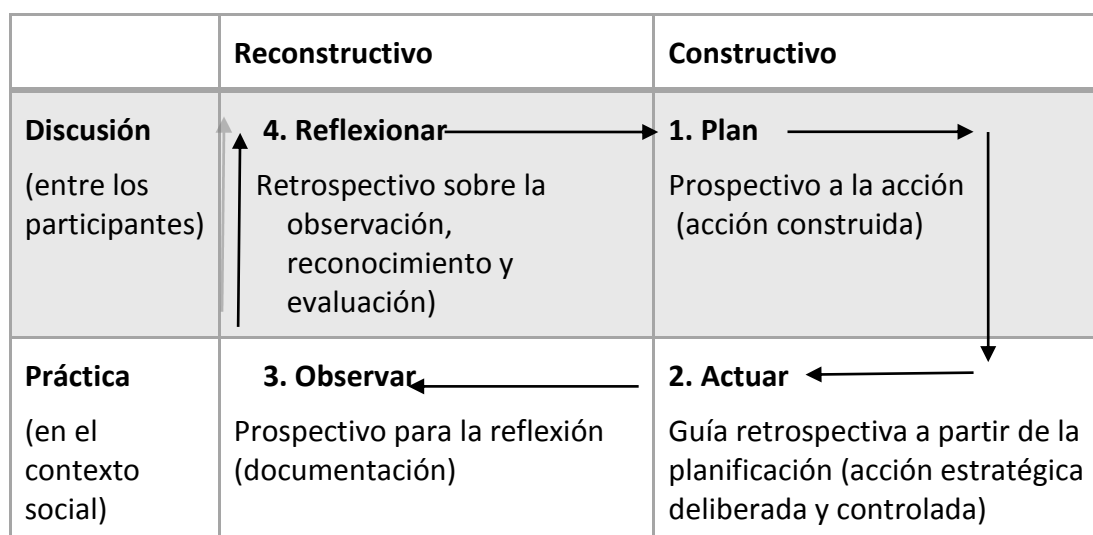 Reconstructivo
Constructivo
Discusión
(entre los
participantes)
4. Reflexionar
Retrospectivo sobre la
observación,
reconocimiento y
evaluación)
1. Plan
Prospectivo a la acción
(acción construida)
Práctica
(en el
contexto
social)
3. Observar
Prospectivo para la reflexión
(documentación)
2. Actuar
Guía retrospectiva a partir de la
planificación (acción estratégica
deliberada y controlada)